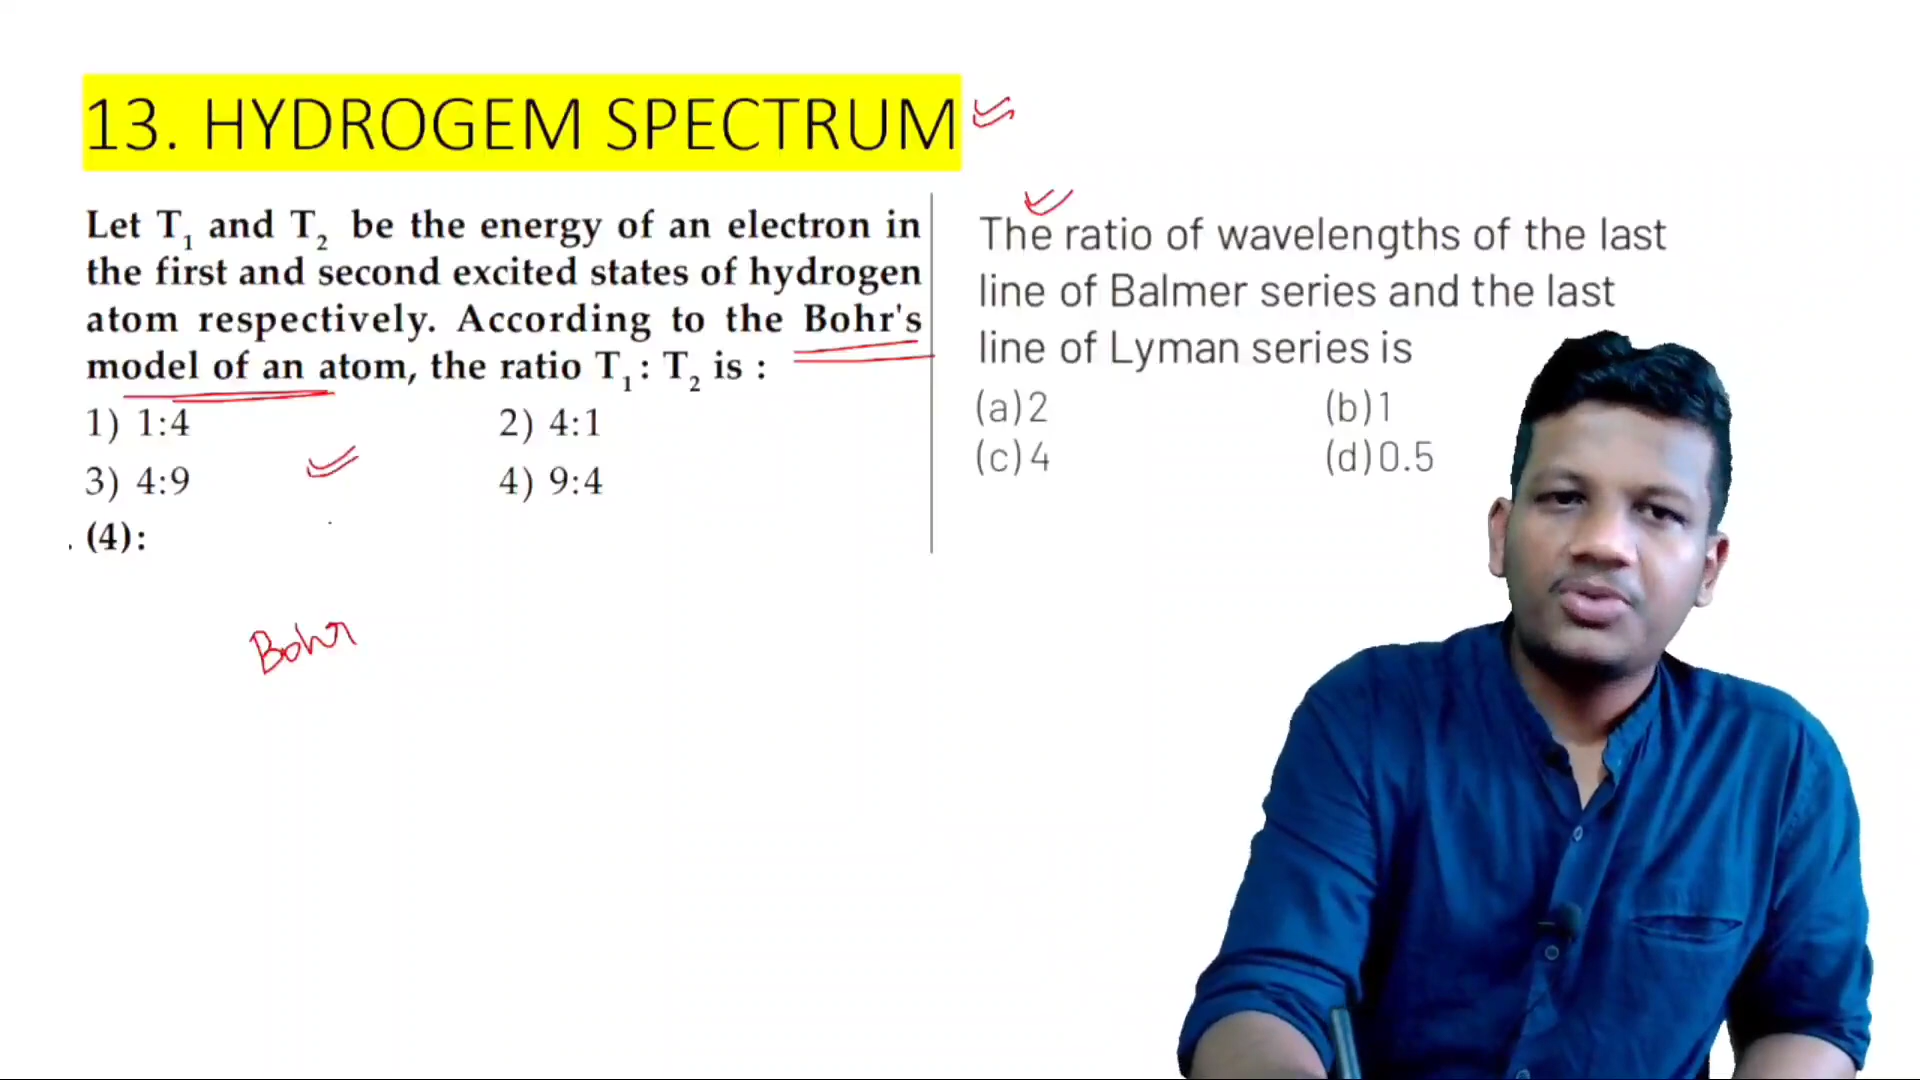 13. HYDROGEM SPECTRUM
Let T₁ and T₂ be the energy of an electron in
the first and second excited states of hydrogen
atom respectively. According to the Bohr's
model of an atom, the ratio T₁: T₂ is :
1) 1:4 2) 4:1
3) 4:9 4) 9:4
. (4):
Bohr
The ratio of wavelengths of the last
line of Balmer series and the last
line of Lyman series is
(a)2 (b)1
(c)4 (d)0.5